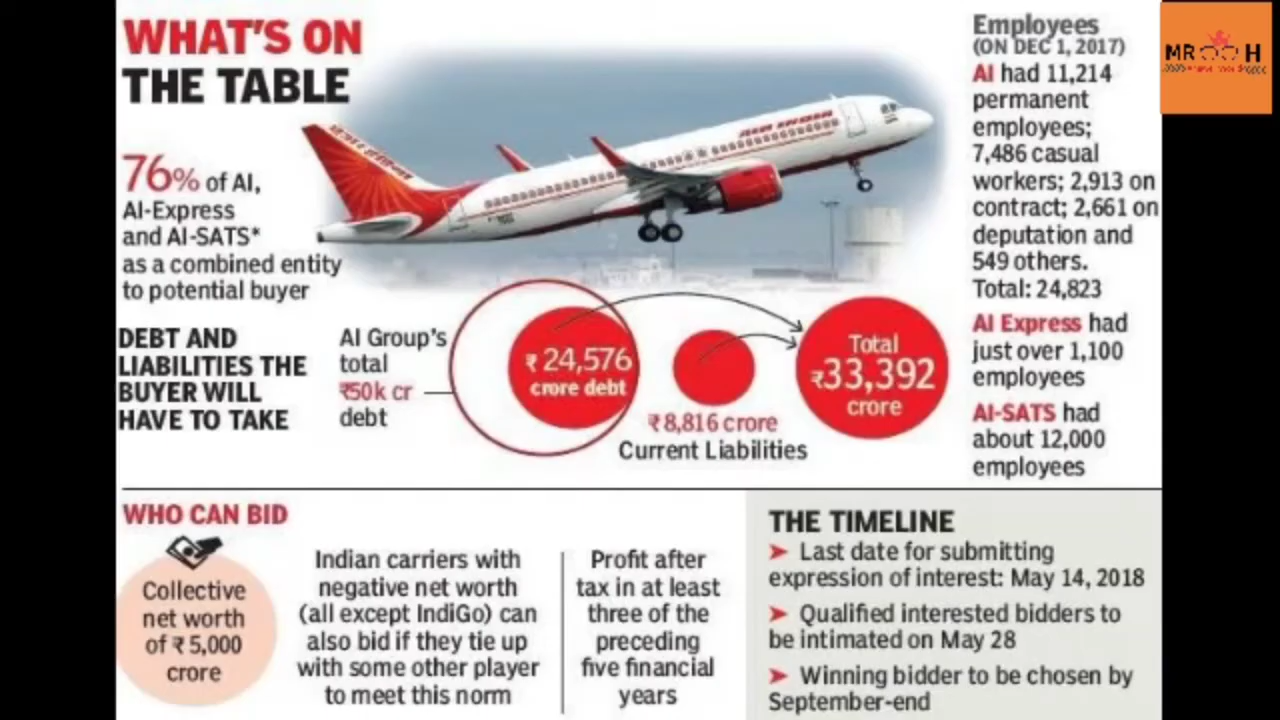 WHAT'S ON
THE TABLE
76% of AI,
AI-Express
and AI-SATS*
as a combined entity
to potential buyer
AIR INDIA
DEBT AND
LIABILITIES THE
BUYER WILL
HAVE TO TAKE
AI Group's
total
₹50k cr
debt
₹24,576
crore debt
₹8,816 crore
Current Liabilities
Total
₹33,392
crore
Employees
(ON DEC 1, 2017)
AI had 11,214
permanent
employees;
7,486 casual
workers; 2,913 on
contract; 2,661 on
deputation and
549 others.
Total: 24,823
AI Express had
just over 1,100
employees
AI-SATS had
about 12,000
employees
MR H
WHO CAN BID
Collective
net worth
of ₹5,000
crore
Indian carriers with
negative net worth
(all except IndiGo) can
also bid if they tie up
with some other player
to meet this norm
Profit after
tax in at least
three of the
preceding
five financial
years
THE TIMELINE
➤ Last date for submitting
expression of interest: May 14, 2018
➤ Qualified interested bidders to
be intimated on May 28
➤ Winning bidder to be chosen by
September-end